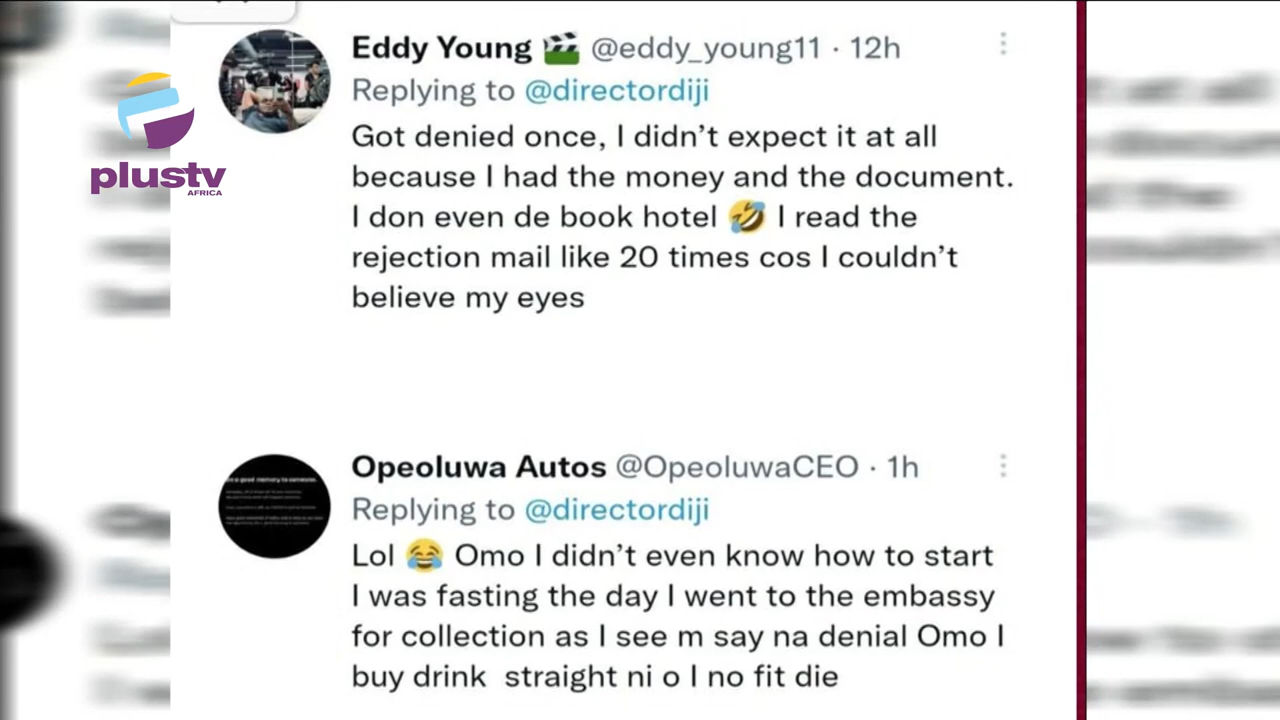 plustv
AFRICA
Eddy Young 🎬 @eddy_young11 · 12h
Replying to @directordiji
Got denied once, I didn't expect it at all
because I had the money and the document.
I don even de book hotel 🤣 I read the
rejection mail like 20 times cos I couldn't
believe my eyes
Opeoluwa Autos @OpeoluwaCEO · 1h
Replying to @directordiji
Lol 😂 Omo I didn't even know how to start
I was fasting the day I went to the embassy
for collection as I see m say na denial Omo I
buy drink  straight ni o I no fit die